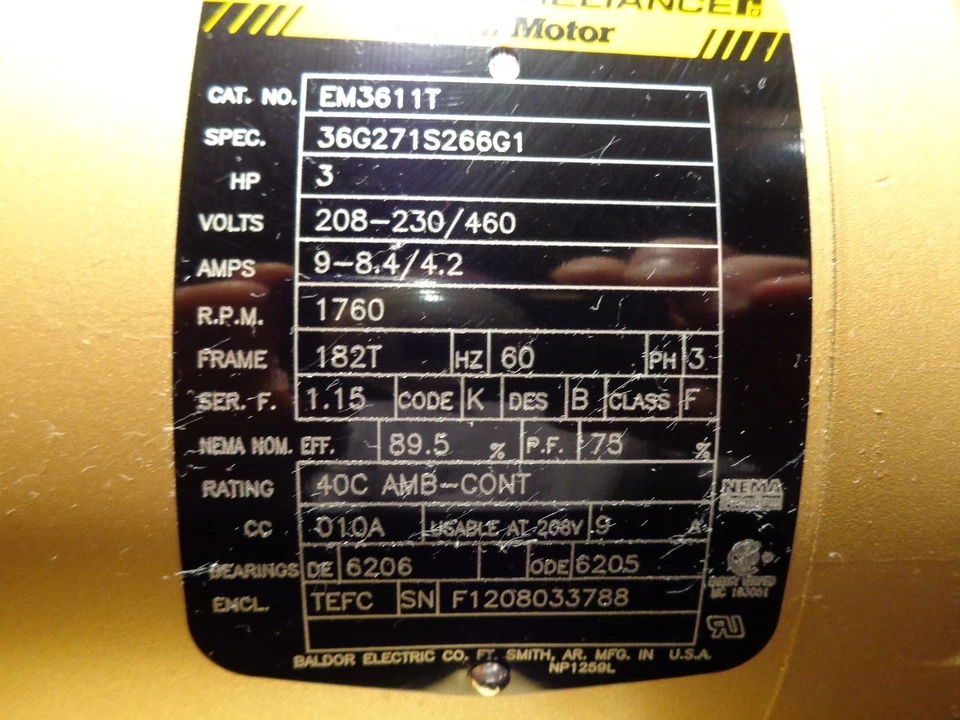 RELIANCER
Motor
CAT. NO. EM3611T
SPEC. 36G271S266G1
HP 3
VOLTS 208-230/460
AMPS 9-8.4/4.2
R.P.M. 1760
FRAME 182T HZ 60 PH 3
SER. F. 1.15 CODE K DES B CLASS F
NEMA NOM. EFF. 89.5 % P.F. 75 %
RATING 40C AMB-CONT
NEMA
CC 010A USABLE AT 208V 9 A
BEARINGS DE 6206 ODE 6205
ENCL. TEFC SN F1208033788
BALDOR ELECTRIC CO. FT. SMITH, AR. MFG. IN U.S.A.
NP1259L